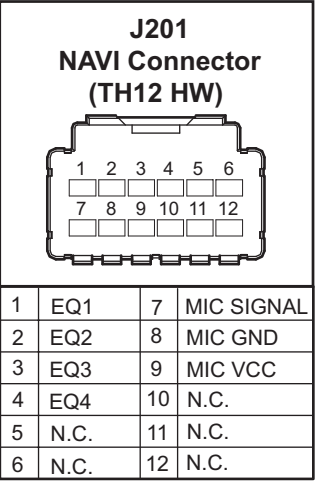 J201
NAVI Connector
(TH12 HW)
1 2 3 4 5 6
7 8 9 10 11 12
1 EQ1 7 MIC SIGNAL
2 EQ2 8 MIC GND
3 EQ3 9 MIC VCC
4 EQ4 10 N.C.
5 N.C. 11 N.C.
6 N.C. 12 N.C.